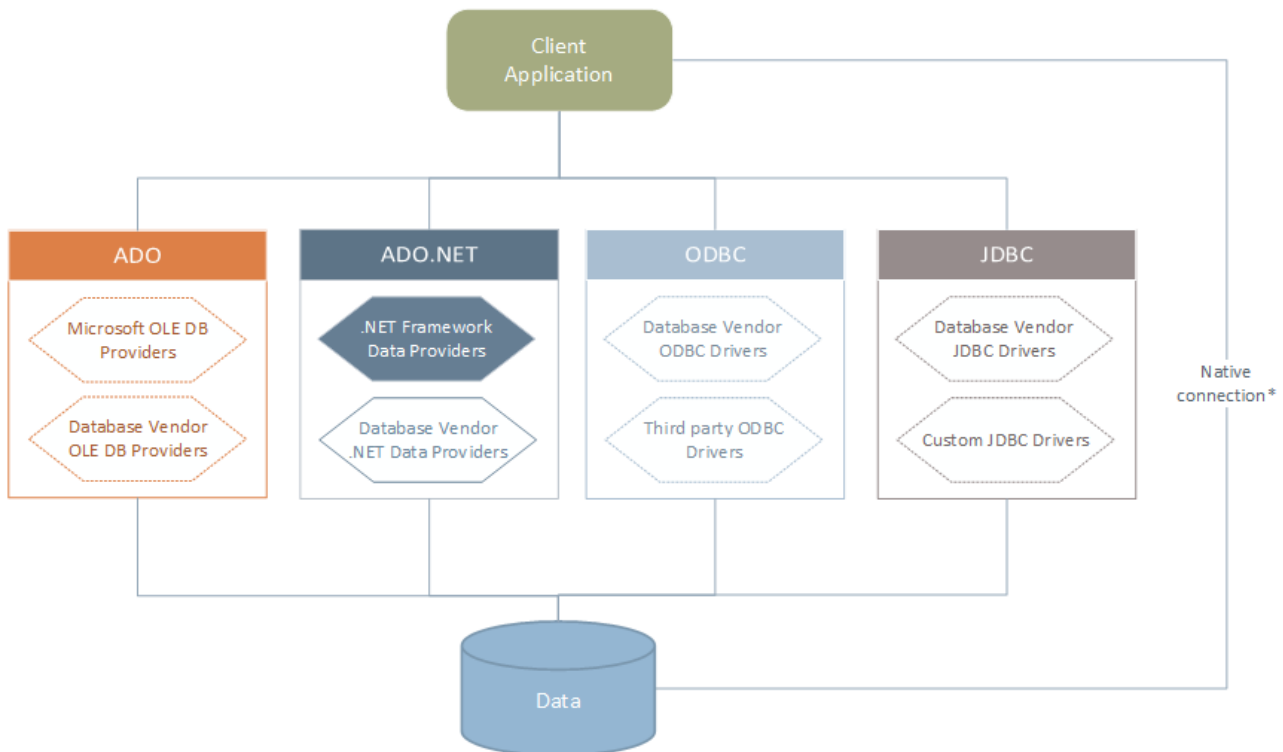 Client
Application
ADO
ADO.NET
ODBC
JDBC
Microsoft OLE DB
Providers
.NET Framework
Data Providers
Database Vendor
ODBC Drivers
Database Vendor
JDBC Drivers
Native
connection*
Database Vendor
OLE DB Providers
Database Vendor
.NET Data Providers
Third party ODBC
Drivers
Custom JDBC Drivers
Data